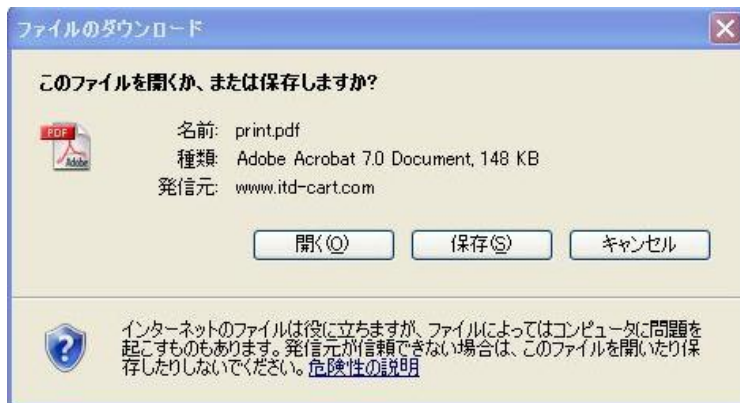 ファイルのダウンロード
このファイルを開くか、または保存しますか?
PDF
Adobe
名前: print.pdf
種類: Adobe Acrobat 7.0 Document, 148 KB
発信元: www.itd-cart.com
開く(O) 保存(S) キャンセル
インターネットのファイルは役に立ちますが、ファイルによってはコンピュータに問題を
起こすものもあります。発信元が信頼できない場合は、このファイルを開いたり保
存したりしないでください。危険性の説明